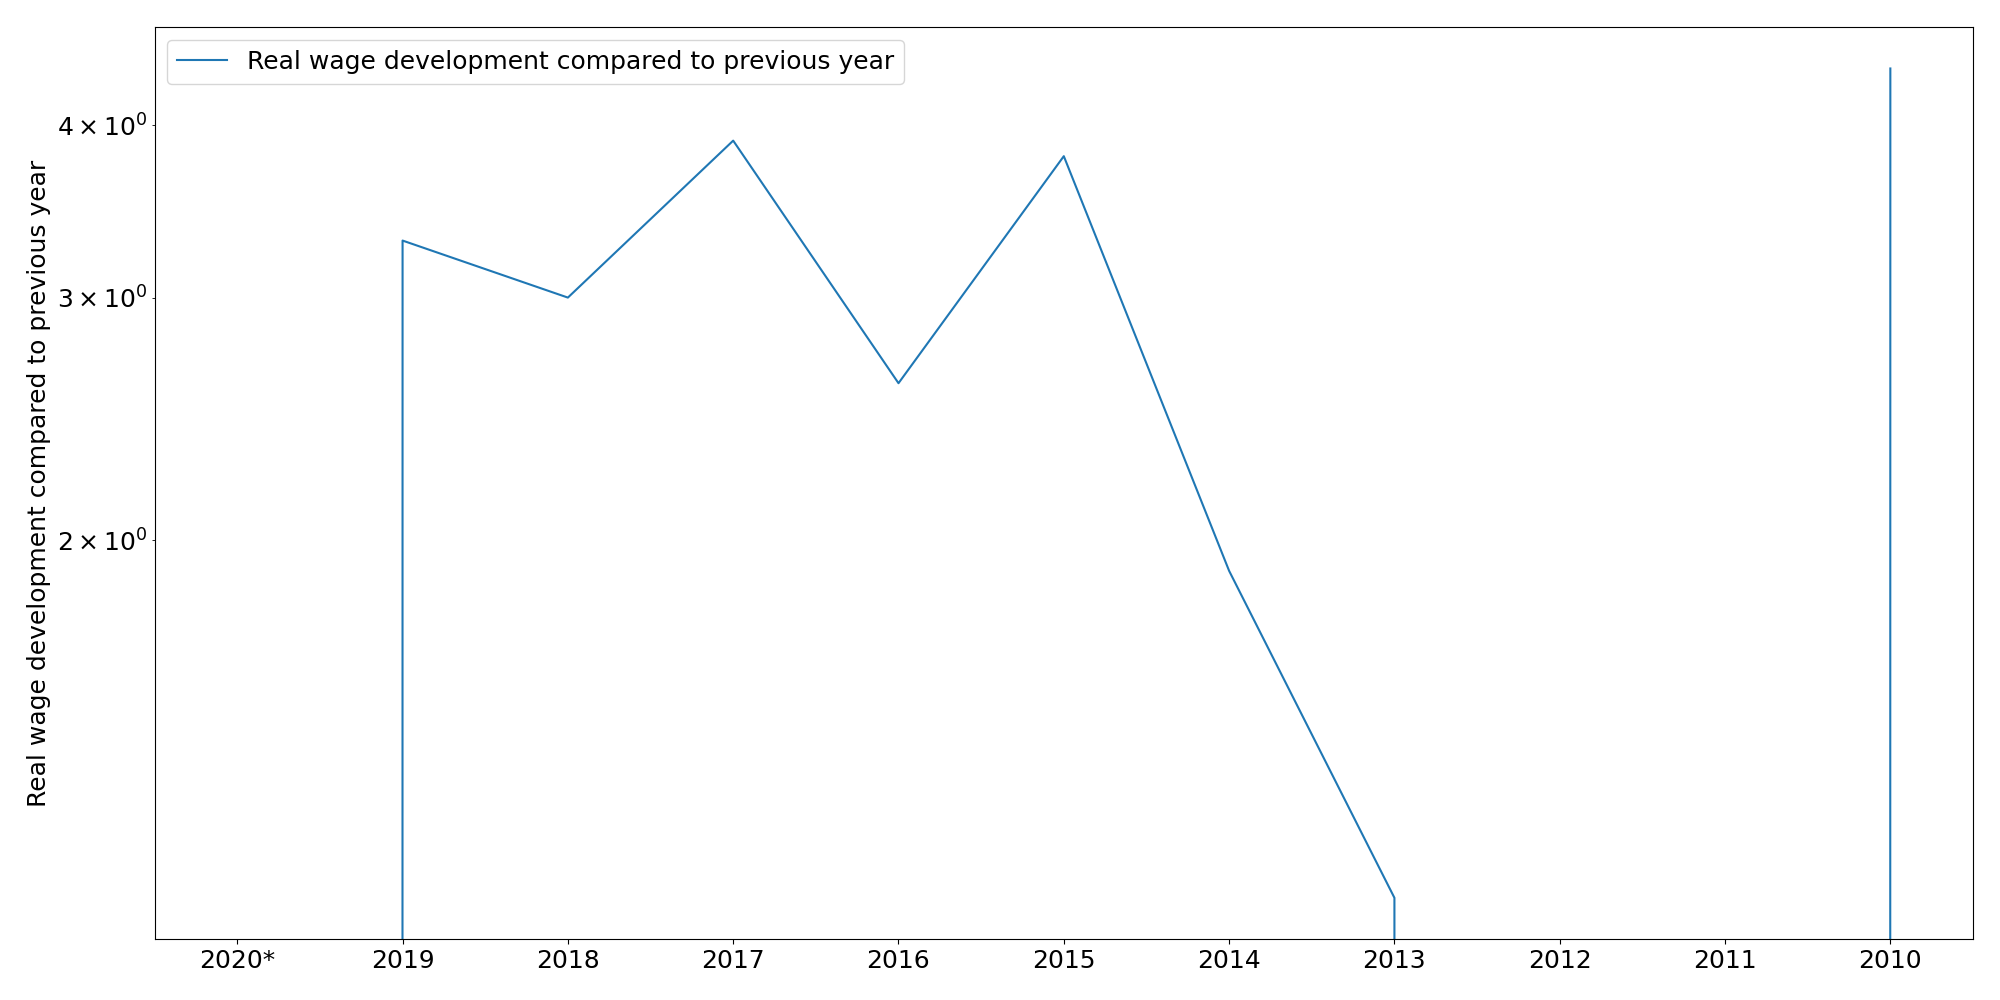 Real wage development compared to previous year
4 × 10⁰
3 × 10⁰
2 × 10⁰
Real wage development compared to previous year
2020* 2019 2018 2017 2016 2015 2014 2013 2012 2011 2010